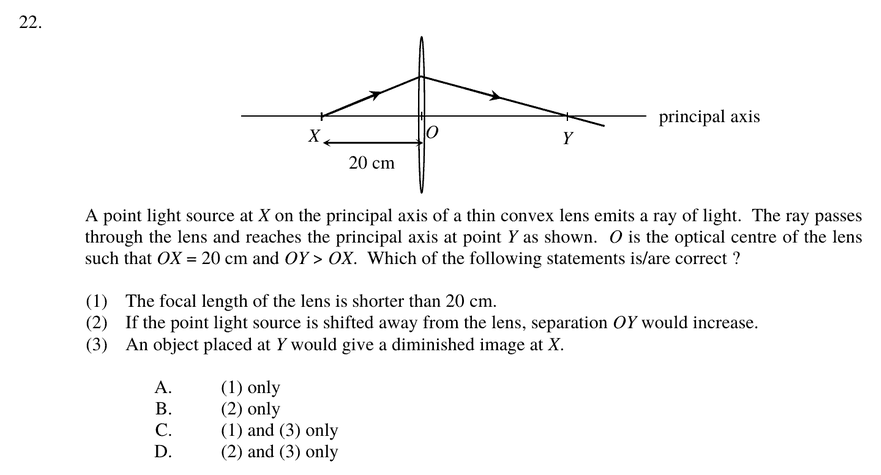 22.
principal axis
X
O
Y
20 cm
A point light source at X on the principal axis of a thin convex lens emits a ray of light. The ray passes
through the lens and reaches the principal axis at point Y as shown. O is the optical centre of the lens
such that OX = 20 cm and OY > OX. Which of the following statements is/are correct ?
(1) The focal length of the lens is shorter than 20 cm.
(2) If the point light source is shifted away from the lens, separation OY would increase.
(3) An object placed at Y would give a diminished image at X.
A. (1) only
B. (2) only
C. (1) and (3) only
D. (2) and (3) only